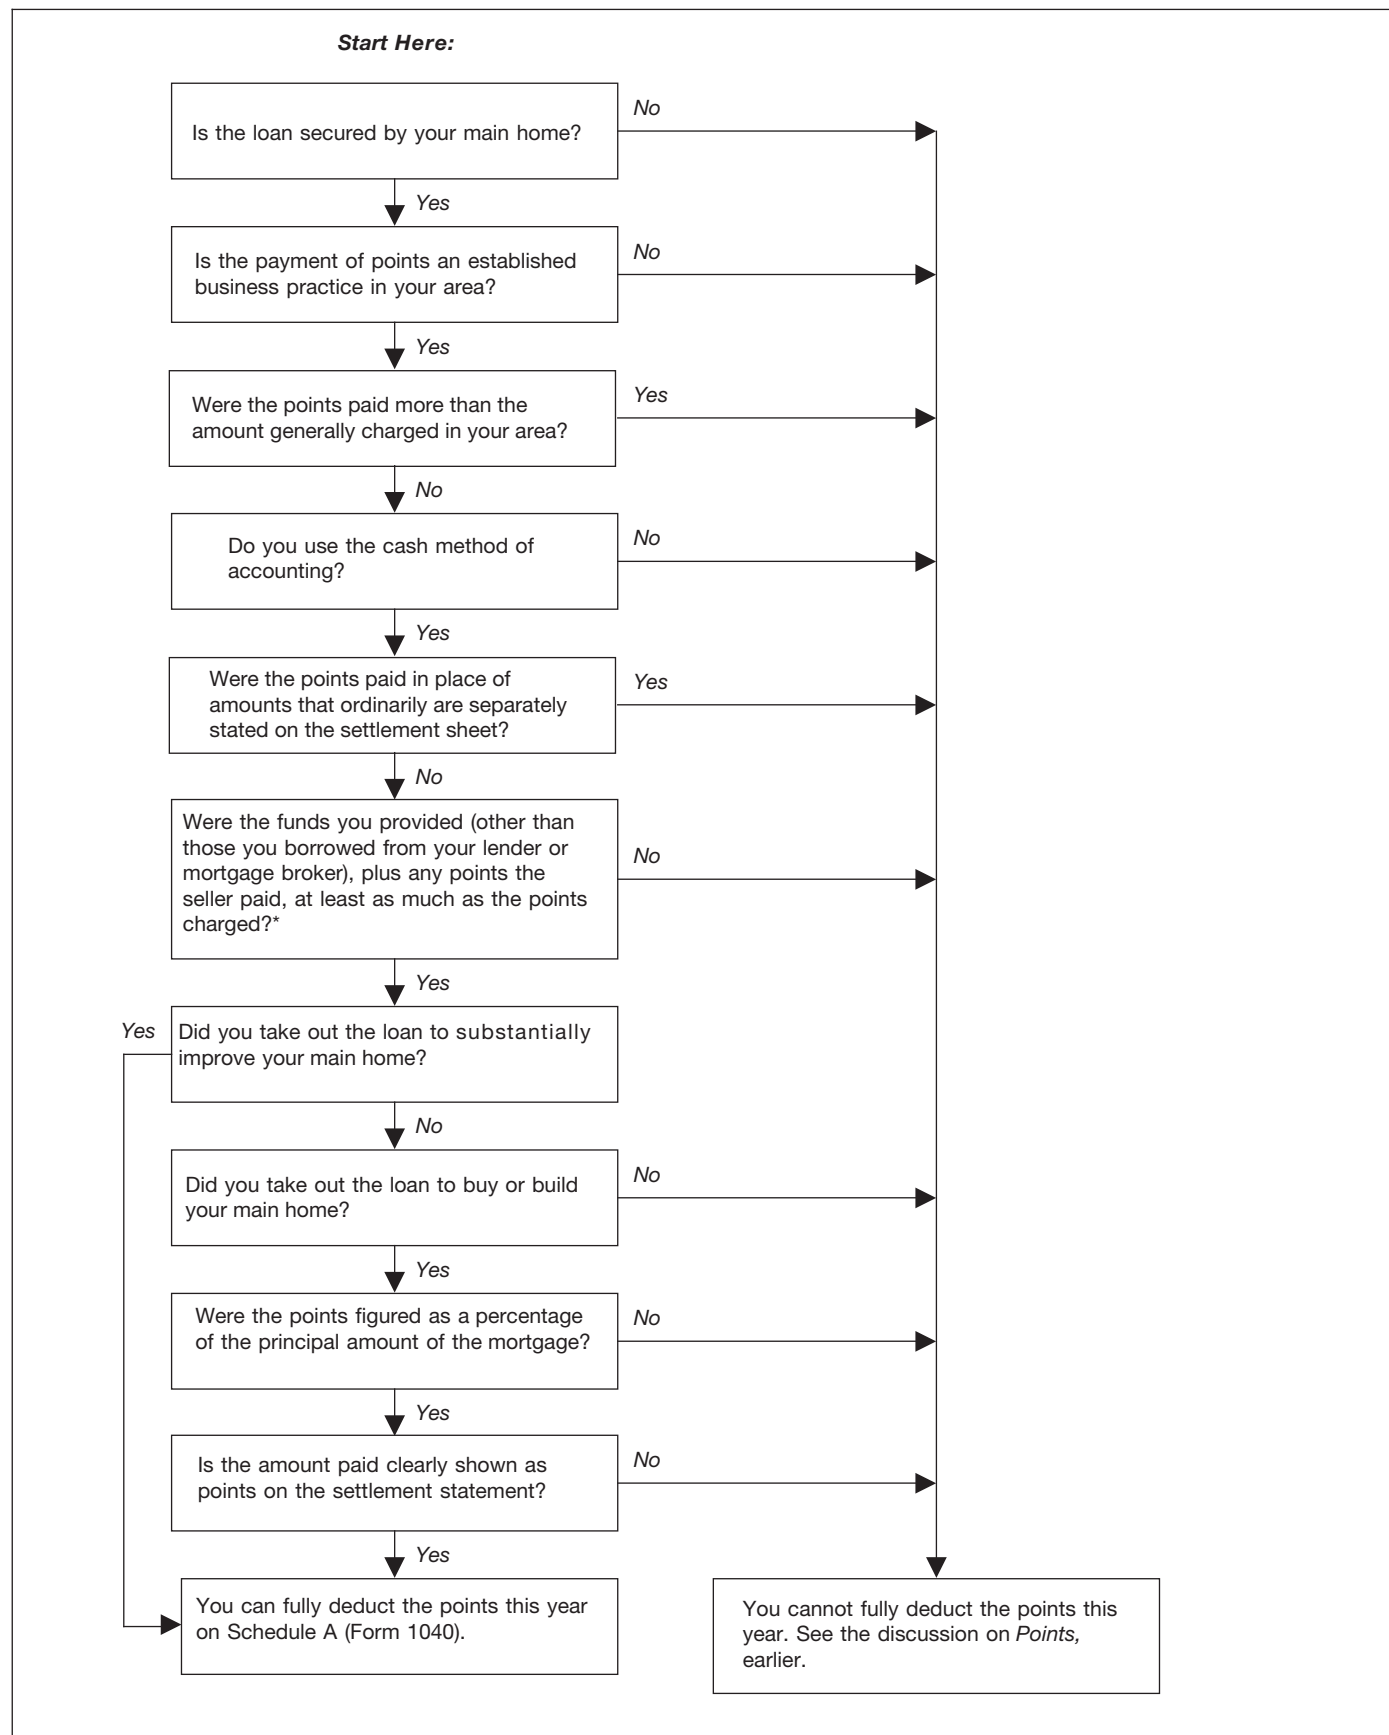 Start Here:
Is the loan secured by your main home?
No
Yes
Is the payment of points an established
business practice in your area?
No
Yes
Were the points paid more than the
amount generally charged in your area?
Yes
No
Do you use the cash method of
accounting?
No
Yes
Were the points paid in place of
amounts that ordinarily are separately
stated on the settlement sheet?
Yes
No
Were the funds you provided (other than
those you borrowed from your lender or
mortgage broker), plus any points the
seller paid, at least as much as the points
charged?*
No
Yes
Yes
Did you take out the loan to substantially
improve your main home?
No
Did you take out the loan to buy or build
your main home?
No
Yes
Were the points figured as a percentage
of the principal amount of the mortgage?
No
Yes
Is the amount paid clearly shown as
points on the settlement statement?
No
Yes
You can fully deduct the points this year
on Schedule A (Form 1040).
You cannot fully deduct the points this
year. See the discussion on Points,
earlier.